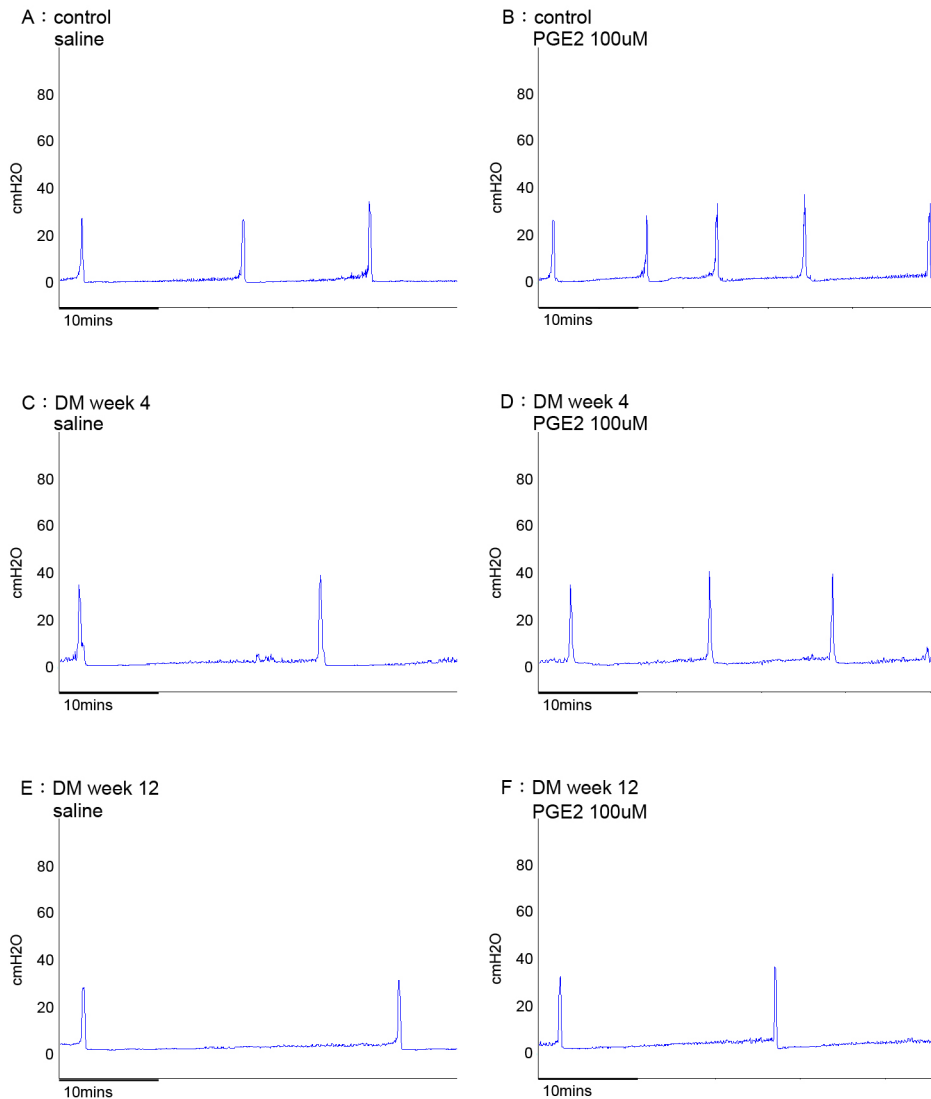 A：control
saline
80
60
40
20
0
cmH2O
10mins
B：control
PGE2 100uM
80
60
40
20
0
cmH2O
10mins
C：DM week 4
saline
80
60
40
20
0
cmH2O
10mins
D：DM week 4
PGE2 100uM
80
60
40
20
0
cmH2O
10mins
E：DM week 12
saline
80
60
40
20
0
cmH2O
10mins
F：DM week 12
PGE2 100uM
80
60
40
20
0
cmH2O
10mins